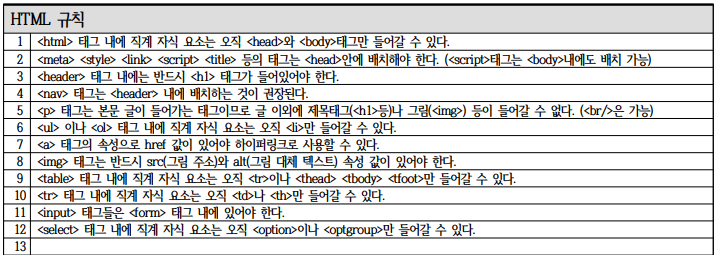 HTML 규칙
1 <html> 태그 내에 직계 자식 요소는 오직 <head>와 <body>태그만 들어갈 수 있다.
2 <meta> <style> <link> <script> <title> 등의 태그는 <head>안에 배치해야 한다. (<script>태그는 <body>내에도 배치 가능)
3 <header> 태그 내에는 반드시 <h1> 태그가 들어있어야 한다.
4 <nav> 태그는 <header> 내에 배치하는 것이 권장된다.
5 <p> 태그는 본문 글이 들어가는 태그이므로 글 이외에 제목태그(<h1>등)나 그림(<img>) 등이 들어갈 수 없다. (<br/>은 가능)
6 <ul> 이나 <ol> 태그 내에 직계 자식 요소는 오직 <li>만 들어갈 수 있다.
7 <a> 태그의 속성으로 href 값이 있어야 하이퍼링크로 사용할 수 있다.
8 <img> 태그는 반드시 src(그림 주소)와 alt(그림 대체 텍스트) 속성 값이 있어야 한다.
9 <table> 태그 내에 직계 자식 요소는 오직 <tr>이나 <thead> <tbody> <tfoot>만 들어갈 수 있다.
10 <tr> 태그 내에 직계 자식 요소는 오직 <td>나 <th>만 들어갈 수 있다.
11 <input> 태그들은 <form> 태그 내에 있어야 한다.
12 <select> 태그 내에 직계 자식 요소는 오직 <option>이나 <optgroup>만 들어갈 수 있다.
13